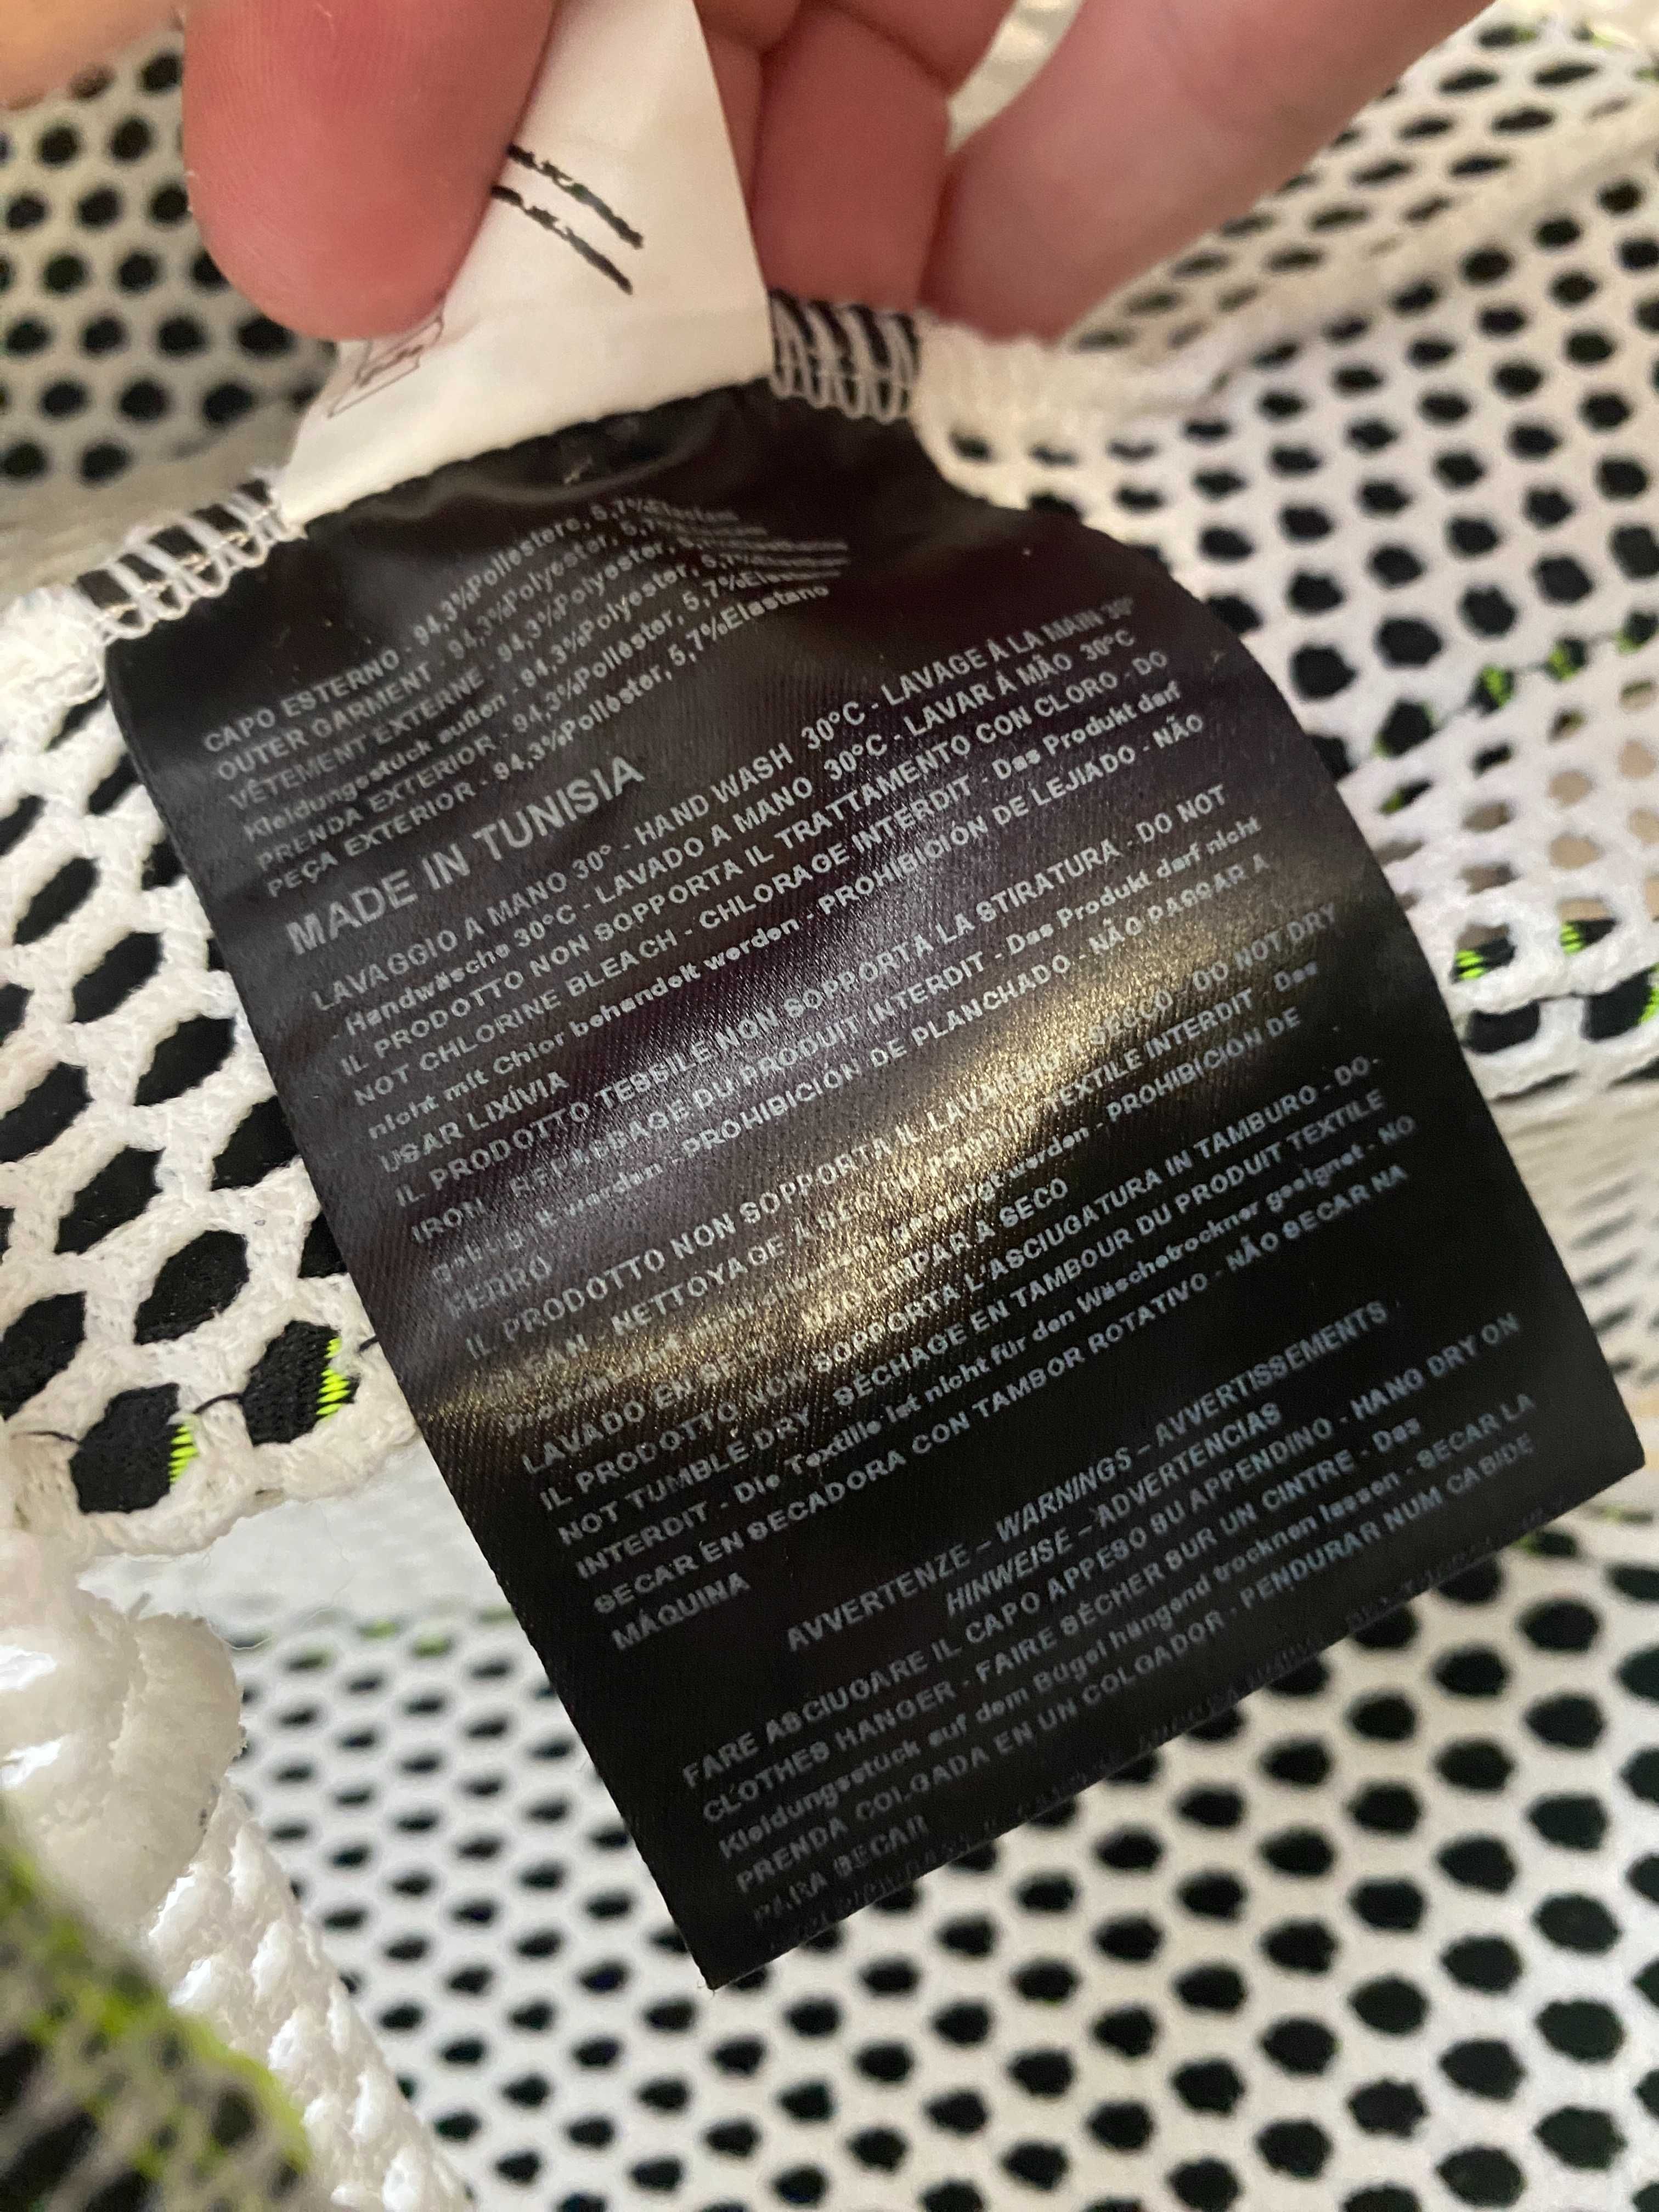 CAPO ESTERNO - 94,3%Poliestere, 5,7%Elastan
OUTER GARMENT - 94,3%Polyester, 5,7%
VÊTEMENT EXTERNE - 94,3%Polyester,
Kleidungsstück außen - 94,3%Polyester, 5,7%
PRENDA EXTERIOR - 94,3%Poliéster, 5,7%Elastano
PEÇA EXTERIOR - 94,3%Poliéster, 5,7%Elastano
MADE IN TUNISIA
LAVAGGIO A MANO 30° - HAND WASH 30°C - LAVAGE À LA MAIN 30°
- Handwäsche 30°C - LAVADO A MANO 30°C - LAVAR À MÃO 30°C
IL PRODOTTO NON SOPPORTA IL TRATTAMENTO CON CLORO - DO
NOT CHLORINE BLEACH - CHLORAGE INTERDIT - Das Produkt darf
nicht mit Chlor behandelt werden - PROHIBICIÓN DE LEJIADO - NÃO
USAR LIXÍVIA
IL PRODOTTO TESSILE NON SOPPORTA LA STIRATURA - DO NOT
IRON - REPASSAGE DU PRODUIT INTERDIT - Das Produkt darf nicht
gebügelt werden - PROHIBICIÓN DE PLANCHADO - NÃO PASSAR A
FERRO
IL PRODOTTO NON SOPPORTA IL LAVAGGIO A SECCO - DO NOT DRY
CLEAN - NETTOYAGE À SEC DU PRODUIT TEXTILE INTERDIT - Das
Produkt darf nicht chemisch gereinigt werden - PROHIBICIÓN DE
LAVADO EN SECO - NÃO LIMPAR A SECO
IL PRODOTTO NON SOPPORTA L'ASCIUGATURA IN TAMBURO - DO
NOT TUMBLE DRY - SÉCHAGE EN TAMBOUR DU PRODUIT TEXTILE
INTERDIT - Die Textilie ist nicht für den Wäschetrockner geeignet - NO
SECAR EN SECADORA CON TAMBOR ROTATIVO - NÃO SECAR NA
MÁQUINA
AVVERTENZE – WARNINGS – AVVERTISSEMENTS
HINWEISE – ADVERTENCIAS
FARE ASCIUGARE IL CAPO APPESO SU APPENDINO - HANG DRY ON
CLOTHES HANGER - FAIRE SÉCHER SUR UN CINTRE - Das
Kleidungsstück auf dem Bügel hängend trocknen lassen - SECAR LA
PRENDA COLGADA EN UN COLGADOR - PENDURAR NUM CABIDE
PARA SECAR